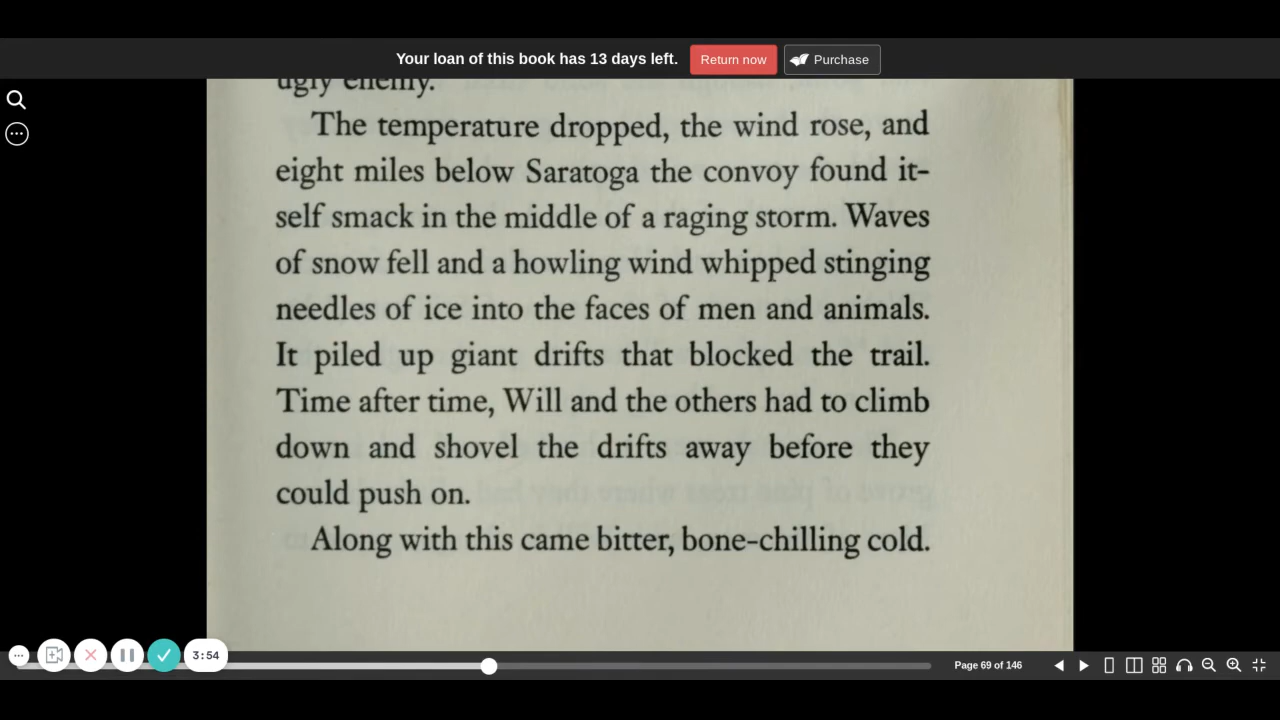 Your loan of this book has 13 days left. Return now Purchase
ugly enemy.
The temperature dropped, the wind rose, and
eight miles below Saratoga the convoy found it-
self smack in the middle of a raging storm. Waves
of snow fell and a howling wind whipped stinging
needles of ice into the faces of men and animals.
It piled up giant drifts that blocked the trail.
Time after time, Will and the others had to climb
down and shovel the drifts away before they
could push on.
Along with this came bitter, bone-chilling cold.
3:54
Page 69 of 146